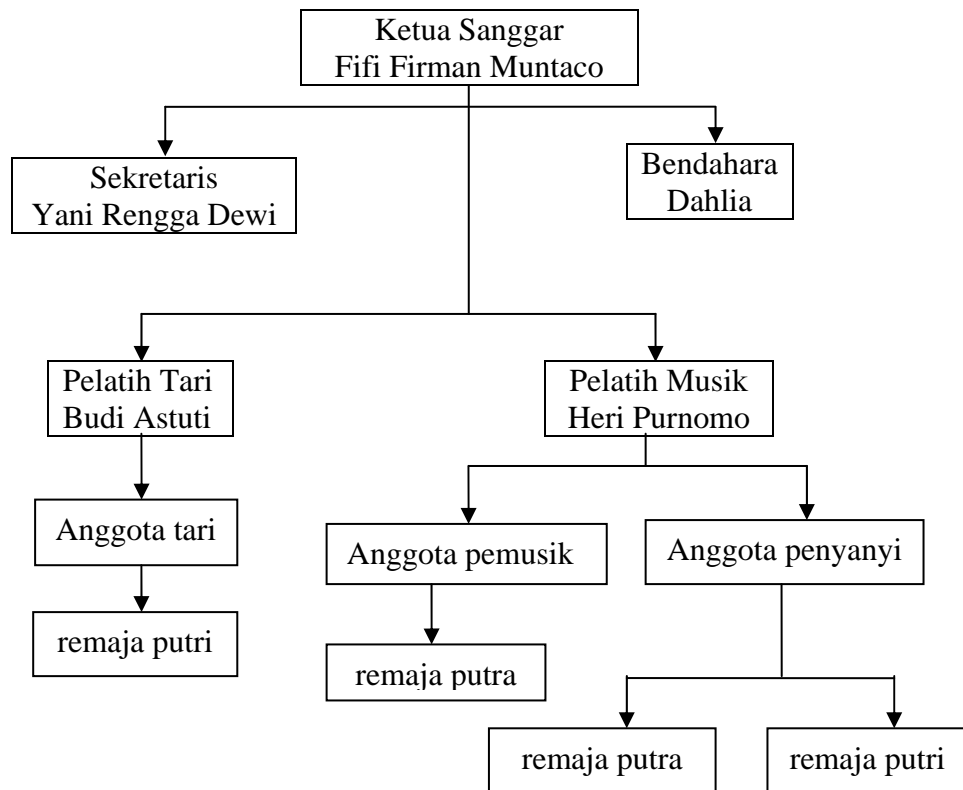 Ketua Sanggar
Fifi Firman Muntaco
Sekretaris
Yani Rengga Dewi
Bendahara
Dahlia
Pelatih Tari
Budi Astuti
Pelatih Musik
Heri Purnomo
Anggota tari
Anggota pemusik
Anggota penyanyi
remaja putri
remaja putra
remaja putra
remaja putri